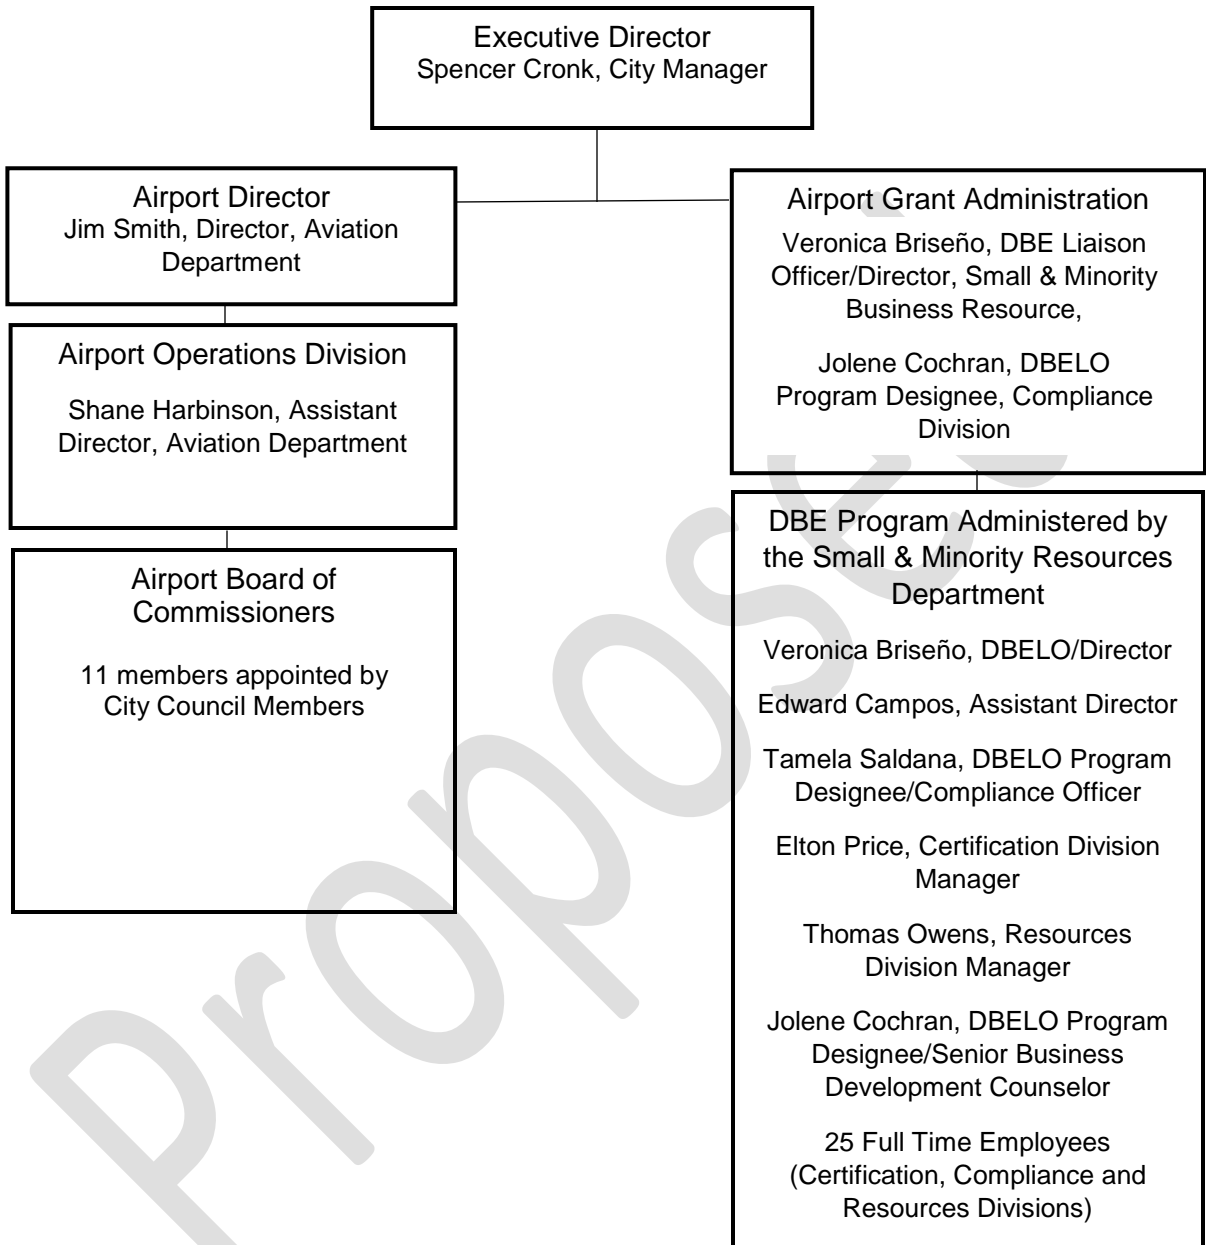 Executive Director
Spencer Cronk, City Manager
Airport Director
Jim Smith, Director, Aviation
Department
Airport Operations Division
Shane Harbinson, Assistant
Director, Aviation Department
Airport Board of
Commissioners
11 members appointed by
City Council Members
Airport Grant Administration
Veronica Briseño, DBE Liaison
Officer/Director, Small & Minority
Business Resource,
Jolene Cochran, DBELO
Program Designee, Compliance
Division
DBE Program Administered by
the Small & Minority Resources
Department
Veronica Briseño, DBELO/Director
Edward Campos, Assistant Director
Tamela Saldana, DBELO Program
Designee/Compliance Officer
Elton Price, Certification Division
Manager
Thomas Owens, Resources
Division Manager
Jolene Cochran, DBELO Program
Designee/Senior Business
Development Counselor
25 Full Time Employees
(Certification, Compliance and
Resources Divisions)
Proposed